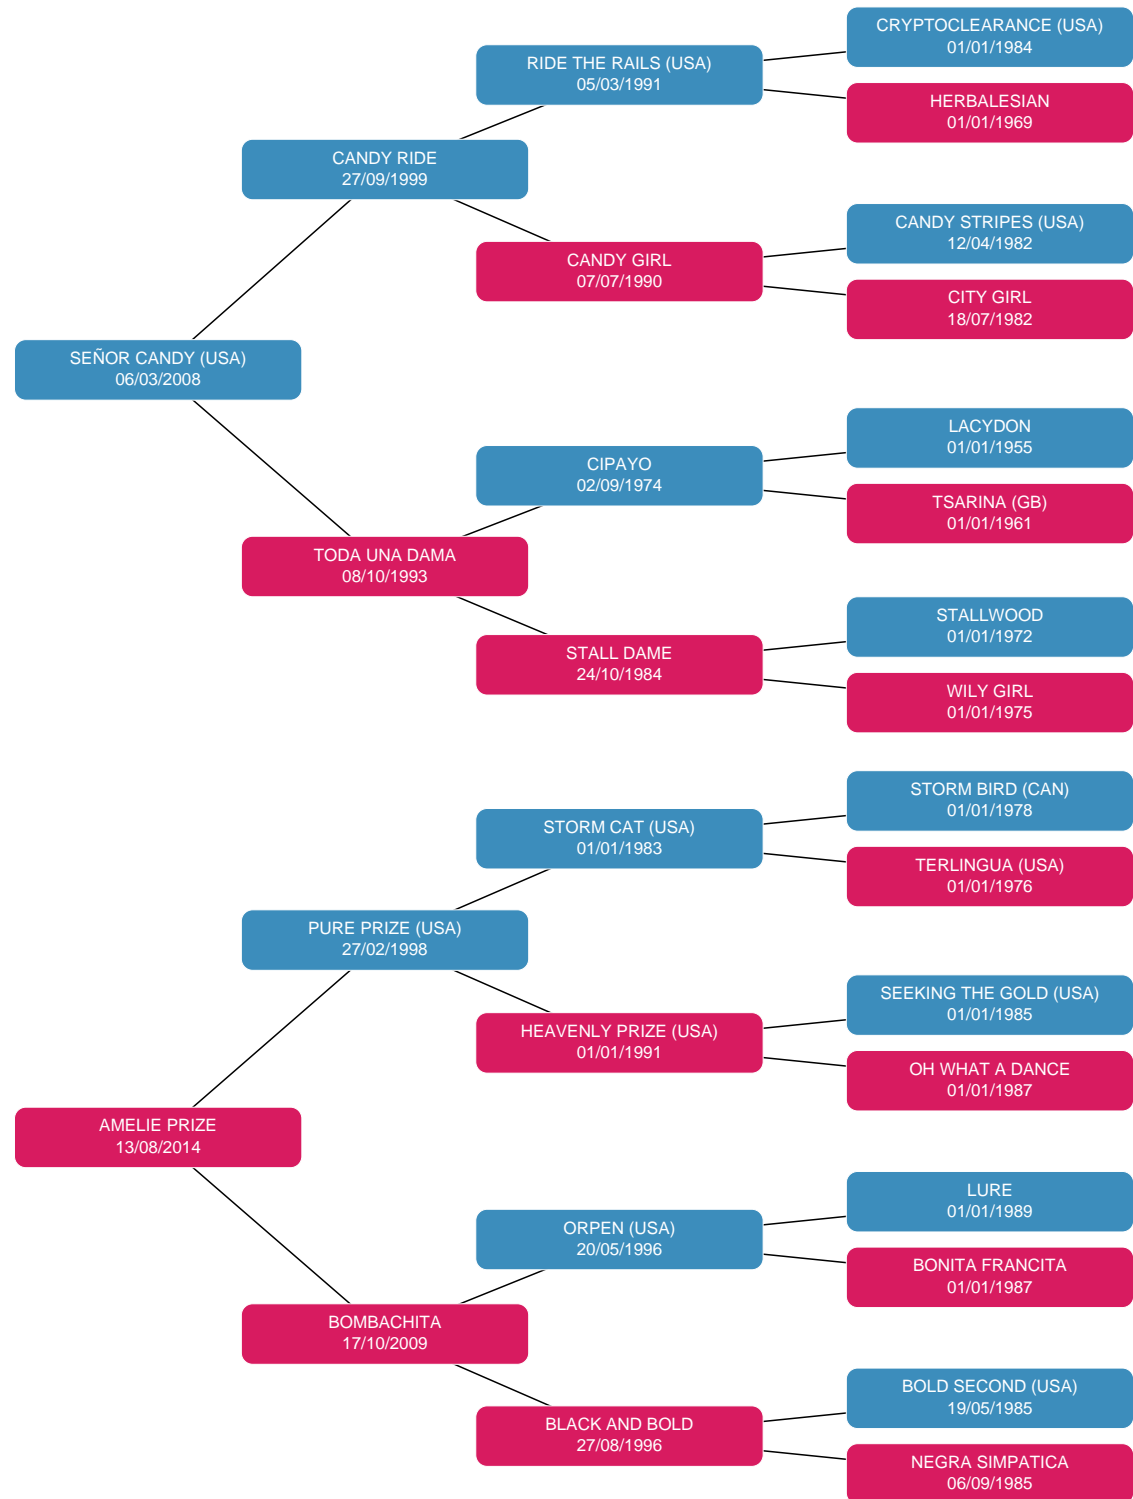 CRYPTOCLEARANCE (USA)
01/01/1984
RIDE THE RAILS (USA)
05/03/1991
HERBALESIAN
01/01/1969
CANDY RIDE
27/09/1999
CANDY STRIPES (USA)
12/04/1982
CANDY GIRL
07/07/1990
CITY GIRL
18/07/1982
SEÑOR CANDY (USA)
06/03/2008
LACYDON
01/01/1955
CIPAYO
02/09/1974
TSARINA (GB)
01/01/1961
TODA UNA DAMA
08/10/1993
STALLWOOD
01/01/1972
STALL DAME
24/10/1984
WILY GIRL
01/01/1975
STORM BIRD (CAN)
01/01/1978
STORM CAT (USA)
01/01/1983
TERLINGUA (USA)
01/01/1976
PURE PRIZE (USA)
27/02/1998
SEEKING THE GOLD (USA)
01/01/1985
HEAVENLY PRIZE (USA)
01/01/1991
OH WHAT A DANCE
01/01/1987
AMELIE PRIZE
13/08/2014
LURE
01/01/1989
ORPEN (USA)
20/05/1996
BONITA FRANCITA
01/01/1987
BOMBACHITA
17/10/2009
BOLD SECOND (USA)
19/05/1985
BLACK AND BOLD
27/08/1996
NEGRA SIMPATICA
06/09/1985